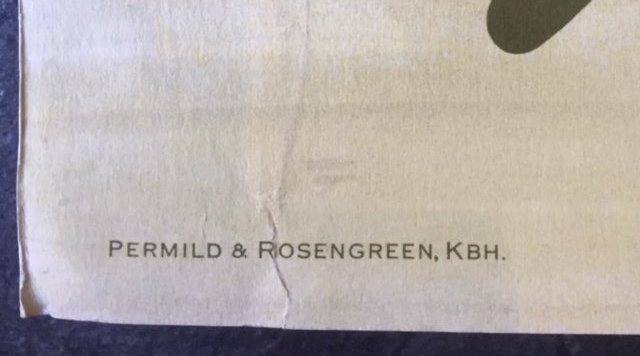 PERMILD & ROSENGREEN, KBH.